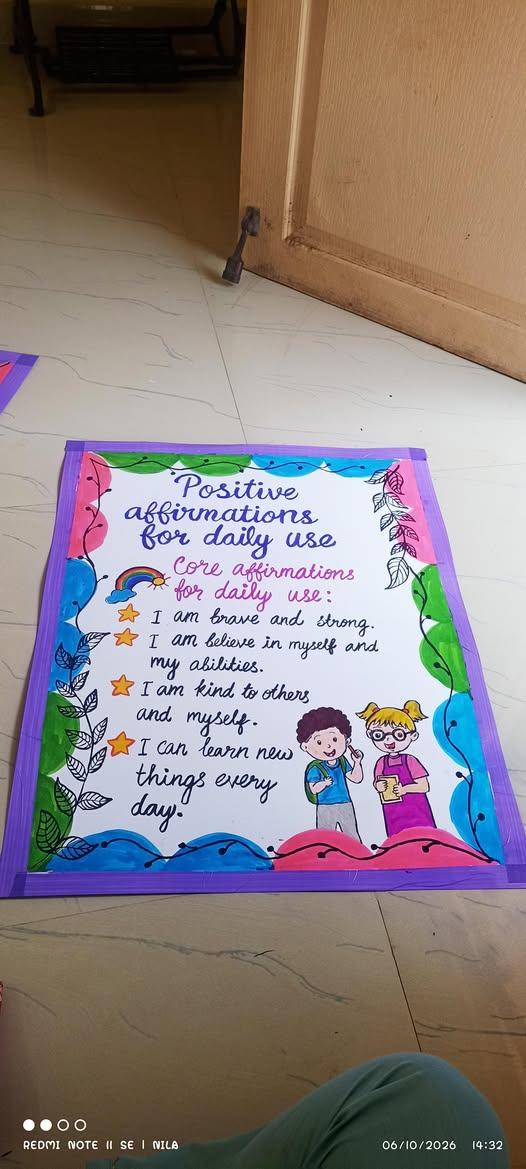 Positive
affirmations
for daily use
Core affirmations
for daily use:
I am brave and strong.
I am believe in myself and
my abilities.
I am kind to others
and myself.
I can learn new
things every
day.
REDMI NOTE 11 SE | NILA
06/10/2026 14:32